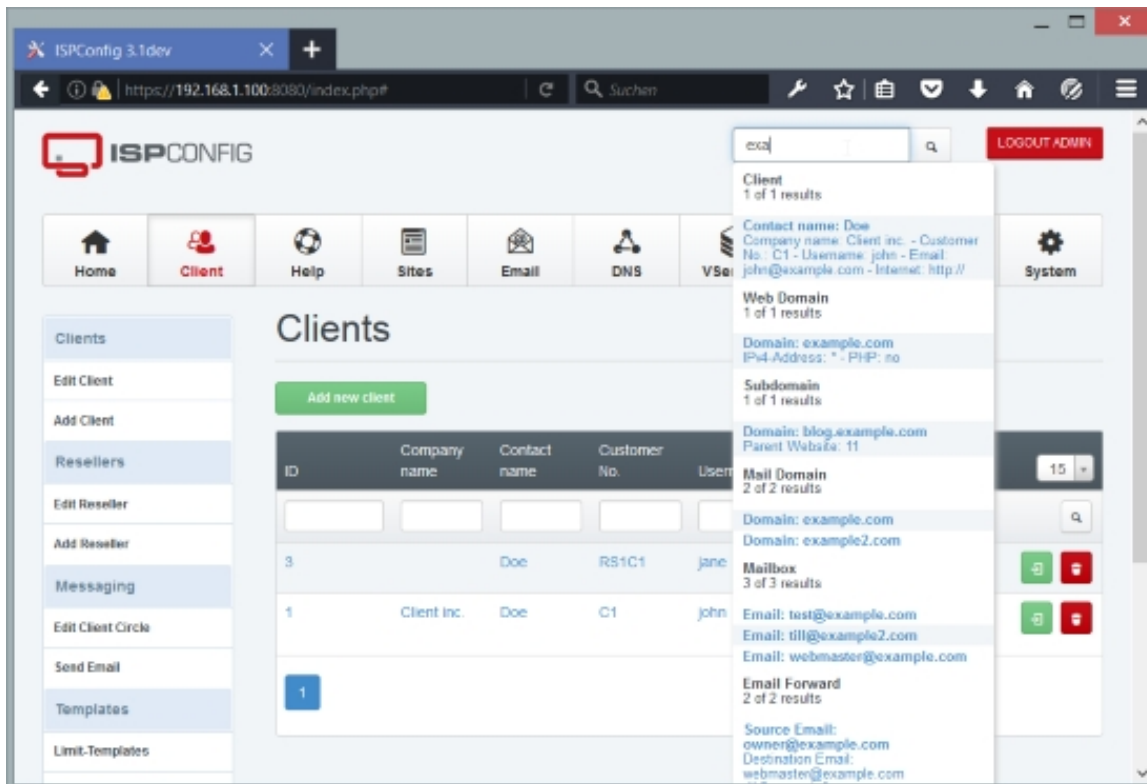 ISPConfig 3.1dev
https://192.168.1.100:8080/index.php#
Suchen
ISPCONFIG
exa
LOGOUT ADMIN
Home
Client
Help
Sites
Email
DNS
System
Clients
Edit Client
Add Client
Resellers
Edit Reseller
Add Reseller
Messaging
Edit Client Circle
Send Email
Templates
Limit-Templates
Clients
Add new client
ID
Company name
Contact name
Customer No.
15
3
Doe
RS1C1
jane
1
Client inc.
Doe
C1
john
1
Client
1 of 1 results
Contact name: Doe
Company name: Client inc. - Customer
No.: C1 - Username: john - Email:
john@example.com - Internet: http://
Web Domain
1 of 1 results
Domain: example.com
IPv4-Address: * - PHP: no
Subdomain
1 of 1 results
Domain: blog.example.com
Parent Website: 11
Mail Domain
2 of 2 results
Domain: example.com
Domain: example2.com
Mailbox
3 of 3 results
Email: test@example.com
Email: till@example2.com
Email: webmaster@example.com
Email Forward
2 of 2 results
Source Email:
owner@example.com
Destination Email:
webmaster@example.com